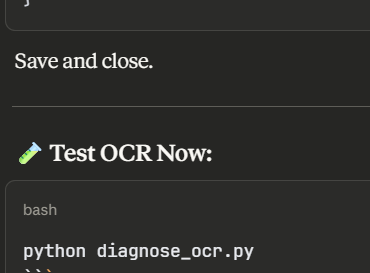 }
Save and close.
🧪 Test OCR Now:
bash
python diagnose_ocr.py
```